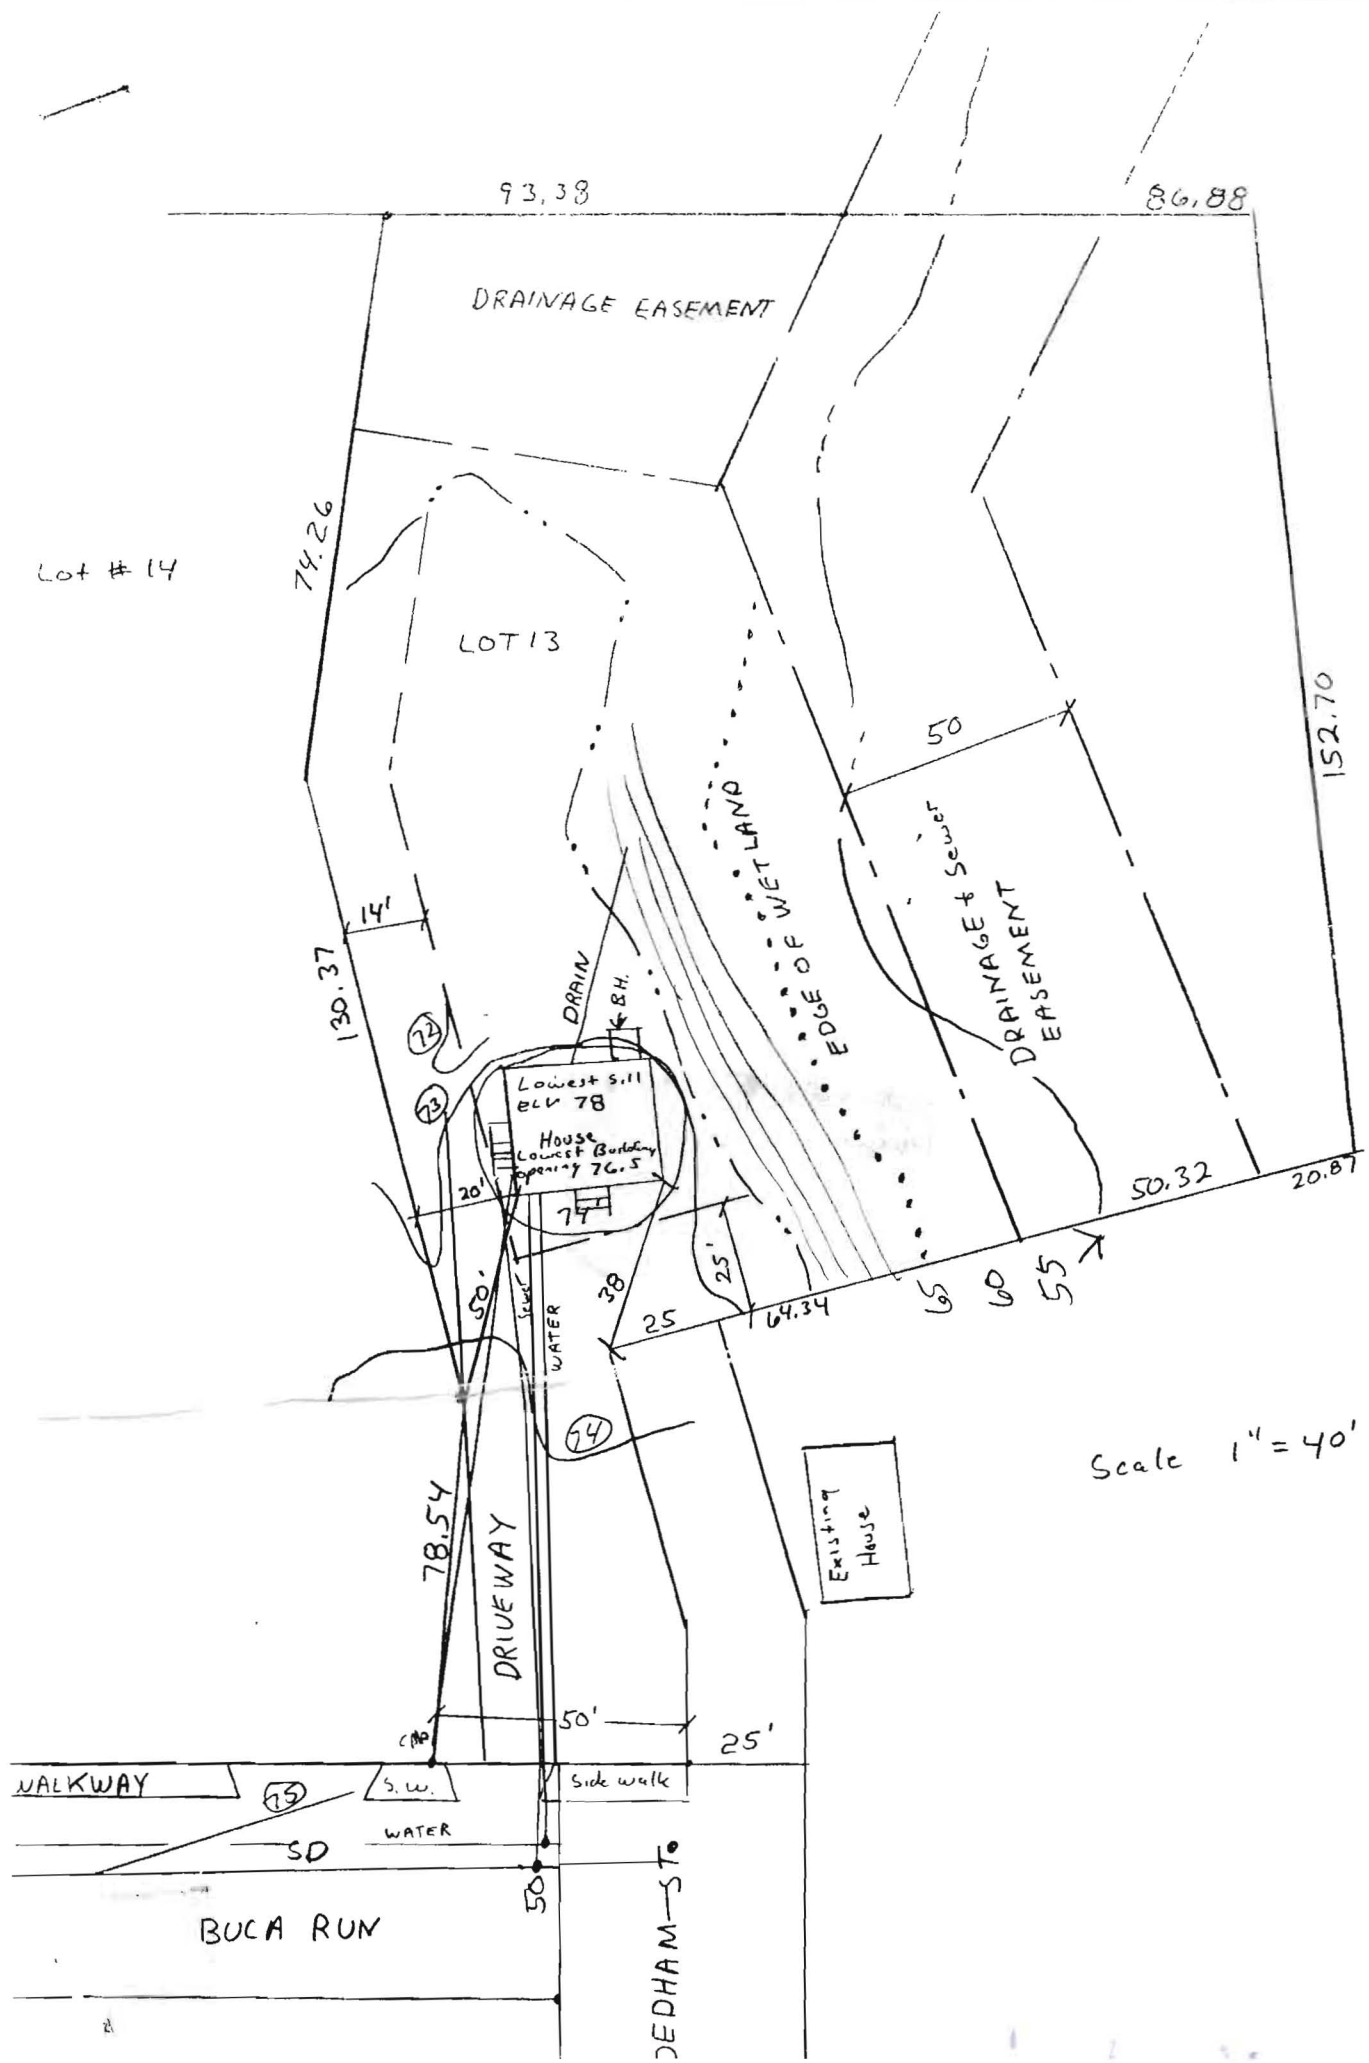 93.38
86.88
DRAINAGE EASEMENT
74.26
Lot # 14
LOT 13
152.70
50
EDGE OF WETLAND
DRAINAGE & Sewer
DRAINAGE
EASEMENT
14'
130.37
DRAIN
B.H.
72
73
Lowest Sill
ELV 78
House
Lowest Building
opening 76.5
20'
74'
50'
Sewer
WATER
38
25'
25
64.34
65
60
55
50.32
20.87
74
Scale 1" = 40'
Existing
House
78.54
DRIVEWAY
50'
25'
WALKWAY
75
S.W.
Side walk
WATER
SD
50
BUCA RUN
DEDHAM ST.